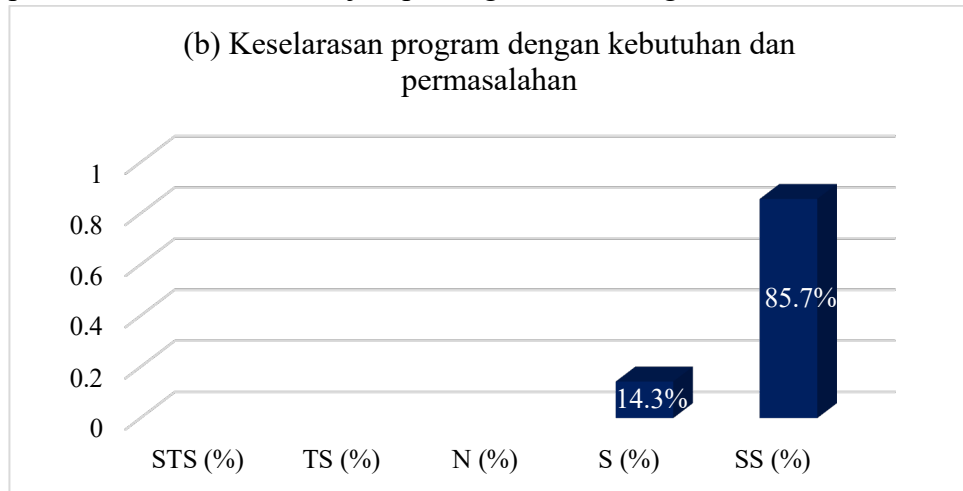 (b) Keselarasan program dengan kebutuhan dan
permasalahan
1
0.8
0.6
0.4
0.2
0
85.7%
14.3%
STS (%) TS (%) N (%) S (%) SS (%)